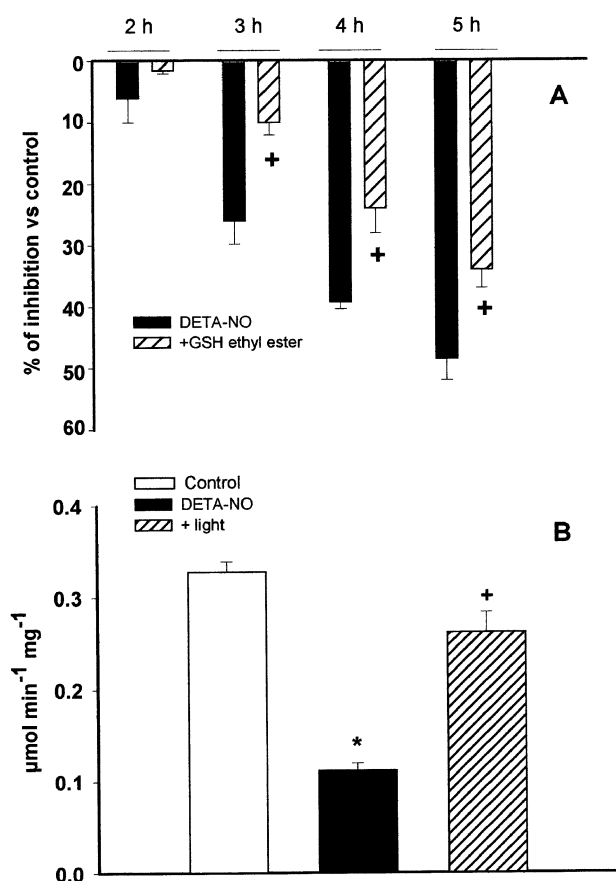 2 h 3 h 4 h 5 h
0
A
10
20
30
40
50
60
% of inhibition vs control
+
+
+
DETA-NO
+GSH ethyl ester
Control
DETA-NO
+ light
B
0.4
0.3
0.2
0.1
0.0
µmol min⁻¹ mg⁻¹
*
+